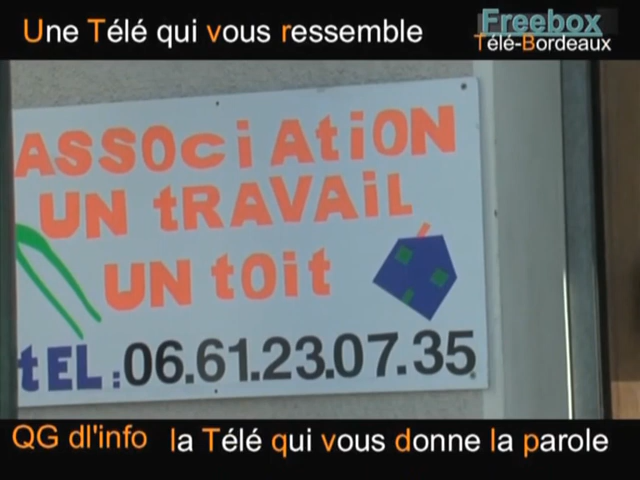 Une Télé qui vous ressemble
Freebox
Télé-Bordeaux
ASSOciAtiON
UN tRAVAiL
UN tOit
tEL:06.61.23.07.35
QG dl'info la Télé qui vous donne la parole